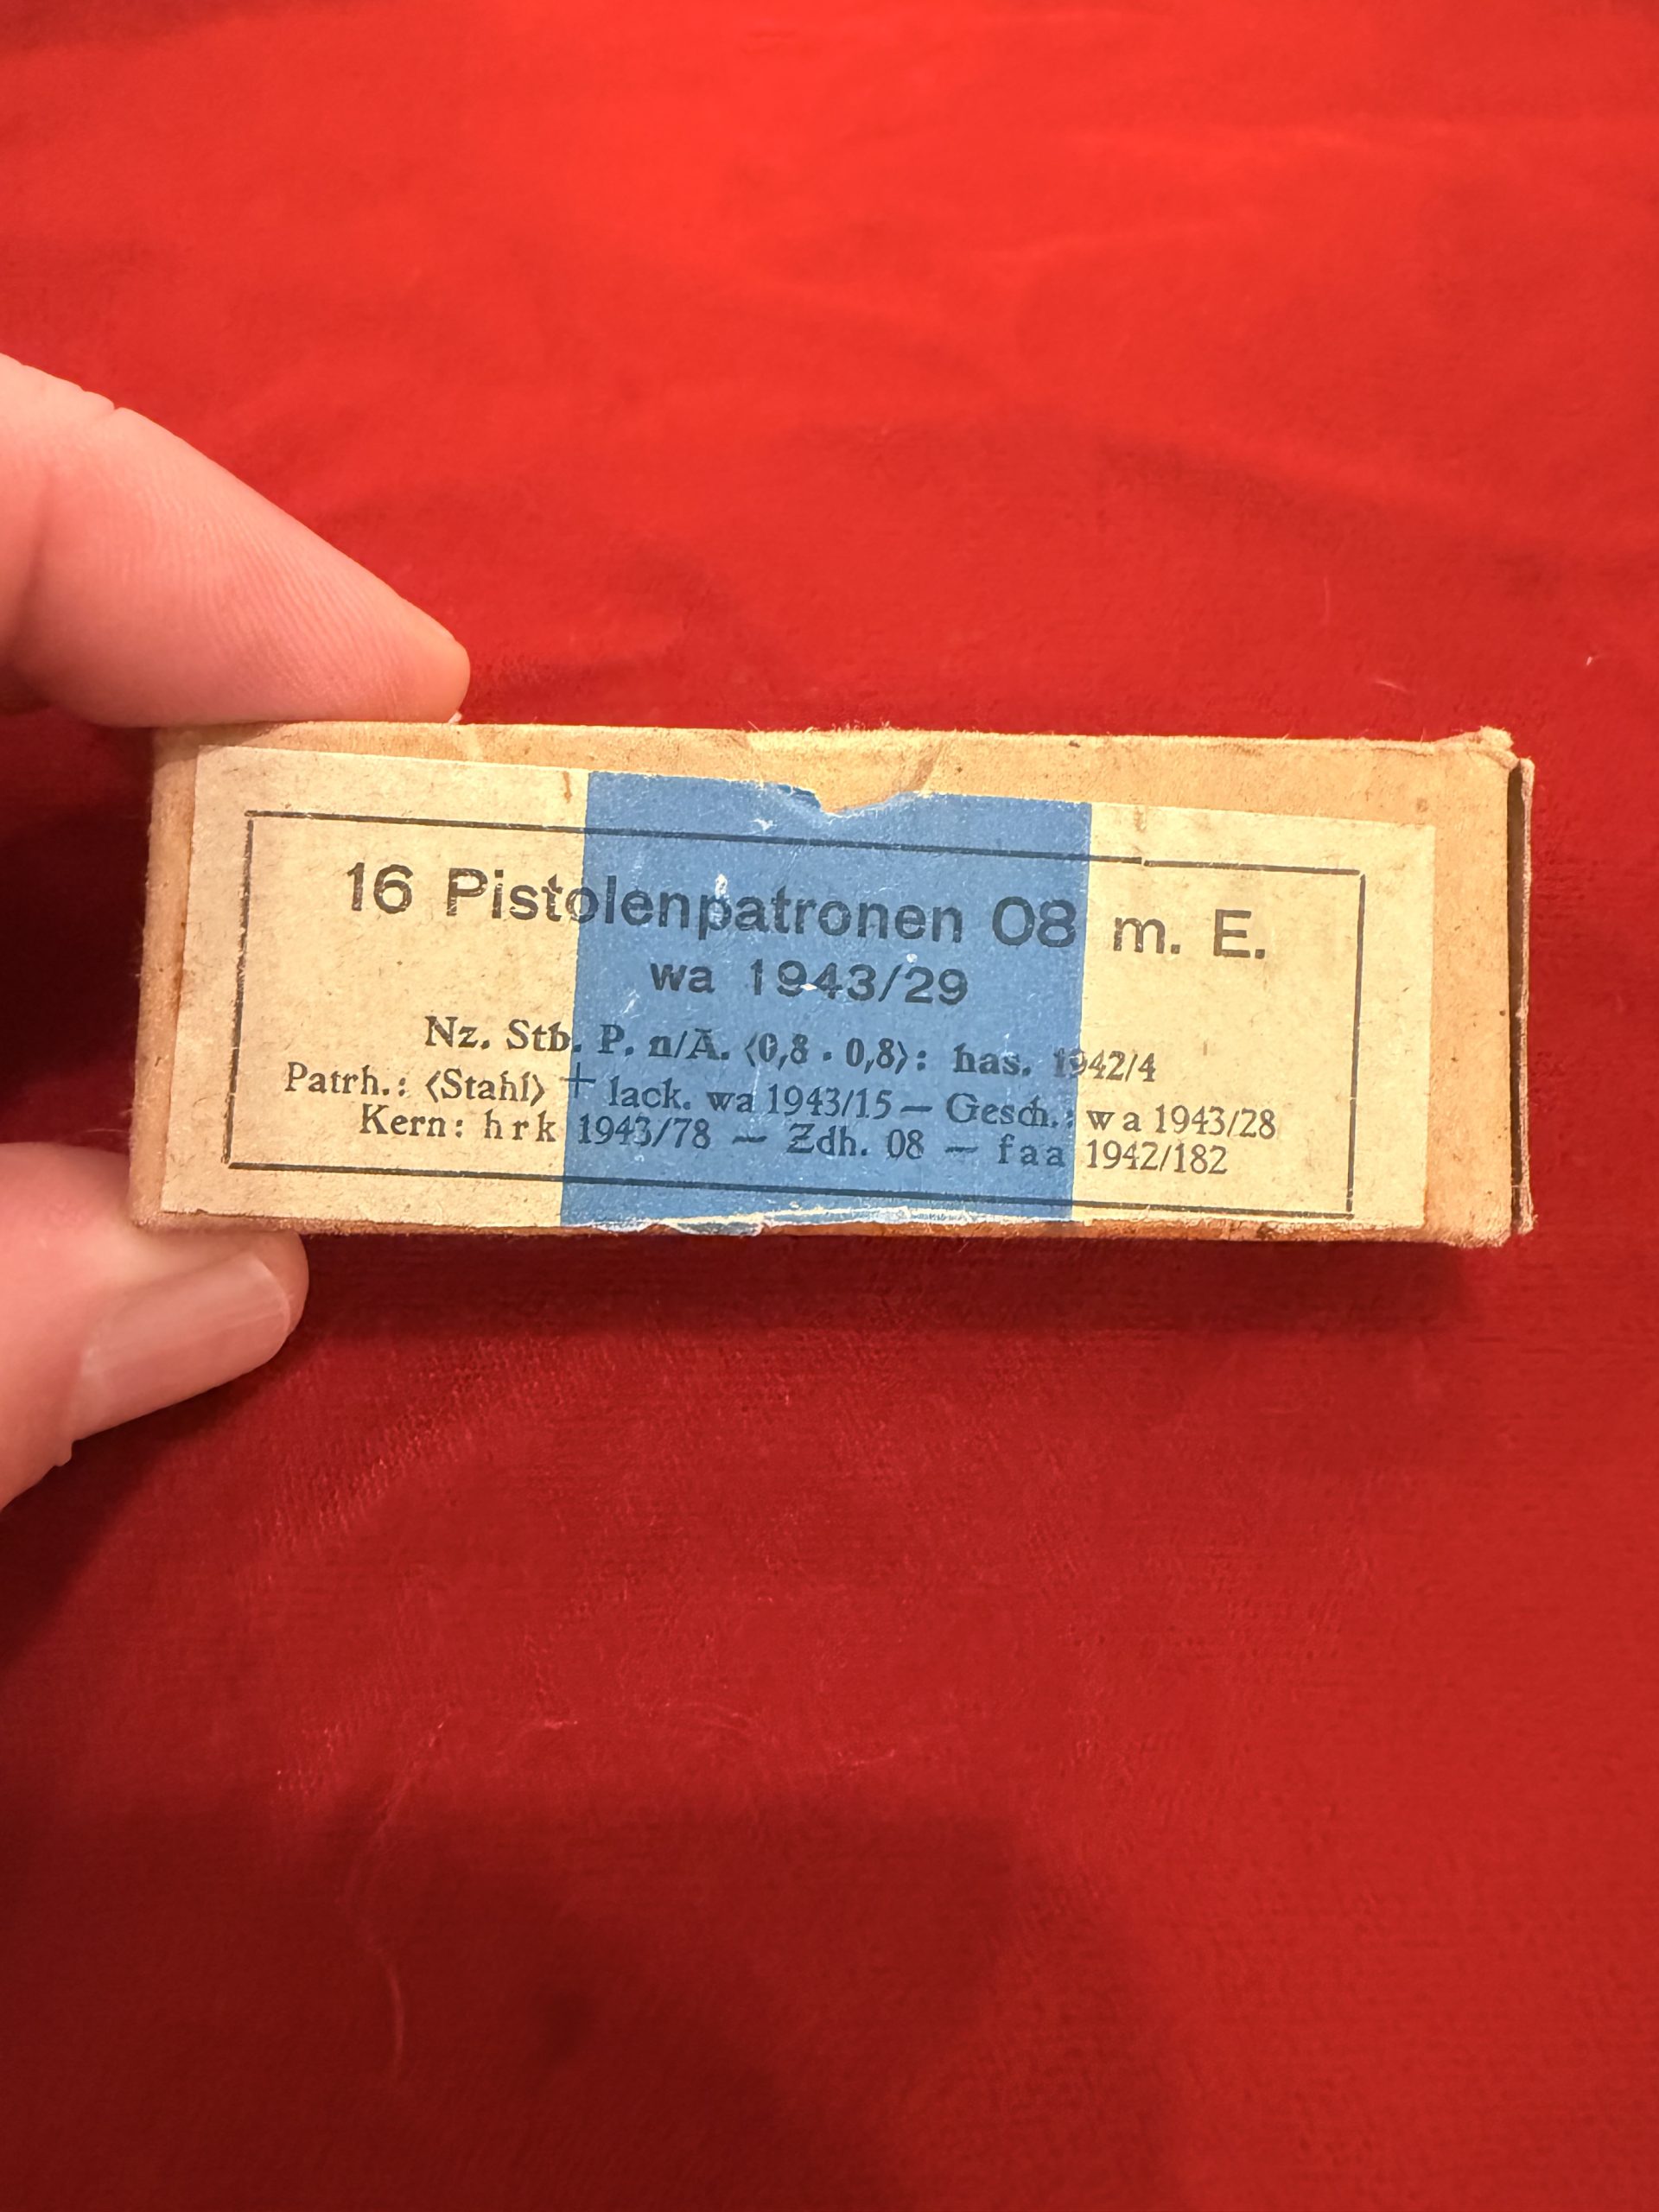 16 Pistolenpatronen 08 m. E.
wa 1943/29
Nz. Stb. P. n/A. (0,8 · 0,8): has. 1942/4
Patrh.: (Stahl) + lack. wa 1943/15 — Gesch.: wa 1943/28
Kern: hrk 1943/78 — Zdh. 08 — faa 1942/182